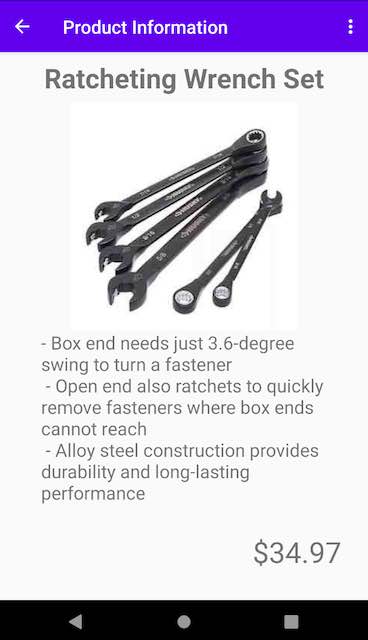 Product Information
Ratcheting Wrench Set
- Box end needs just 3.6-degree
swing to turn a fastener
- Open end also ratchets to quickly
remove fasteners where box ends
cannot reach
- Alloy steel construction provides
durability and long-lasting
performance
$34.97